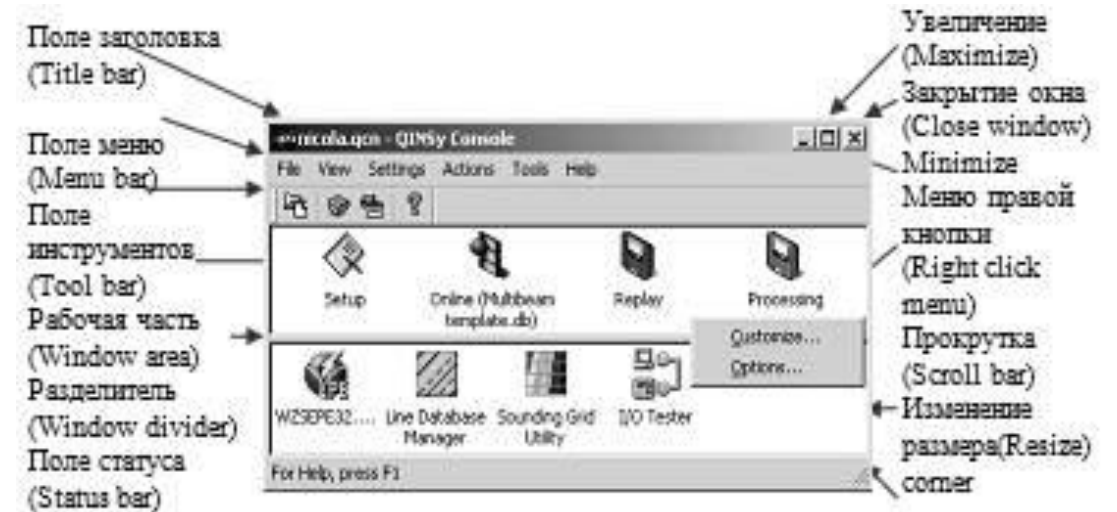 Поле заголовка
(Title bar)
Поле меню
(Menu bar)
Поле
инструментов
(Tool bar)
Рабочая часть
(Window area)
Разделитель
(Window divider)
Поле статуса
(Status bar)
nicola.qcn - QINSy Console
File View Settings Actions Tools Help
Setup
Online (Multibeam
template.db)
Replay
Processing
Customize...
Options...
WZSEPE32....
Line Database
Manager
Sounding Grid
Utility
I/O Tester
For Help, press F1
Увеличение
(Maximize)
Закрытие окна
(Close window)
Minimize
Меню правой
кнопки
(Right click
menu)
Прокрутка
(Scroll bar)
Изменение
размера(Resize)
corner